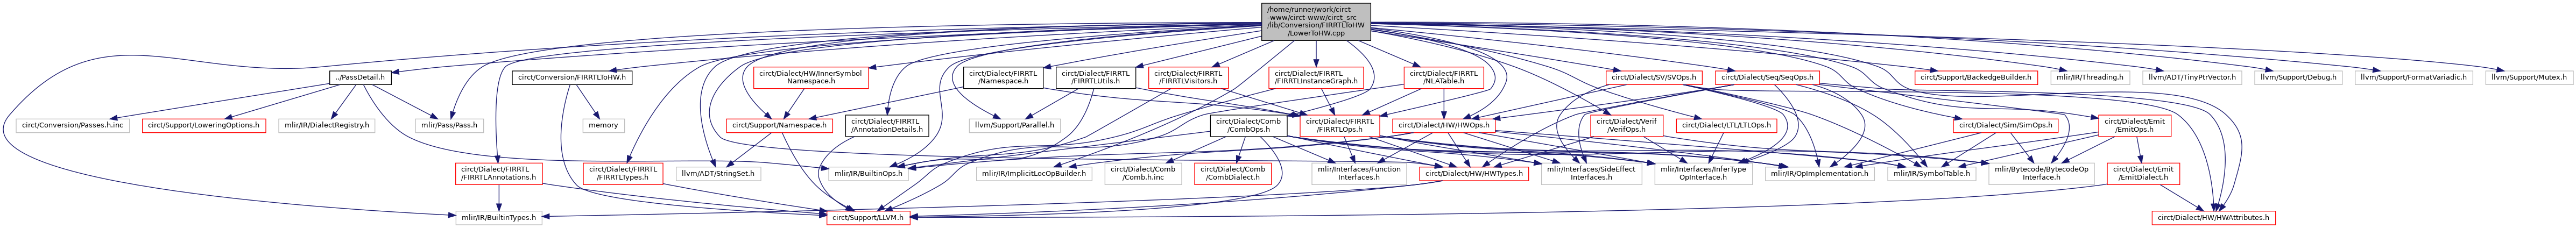 /home/runner/work/circt
-www/circt-www/circt_src
/lib/Conversion/FIRRTLToHW
/LowerToHW.cpp
../PassDetail.h
circt/Conversion/FIRRTLToHW.h
circt/Dialect/HW/InnerSymbol
Namespace.h
circt/Dialect/FIRRTL
/Namespace.h
circt/Dialect/FIRRTL
/FIRRTLUtils.h
circt/Dialect/FIRRTL
/FIRRTLVisitors.h
circt/Dialect/FIRRTL
/FIRRTLInstanceGraph.h
circt/Dialect/FIRRTL
/NLATable.h
circt/Dialect/SV/SVOps.h
circt/Dialect/Seq/SeqOps.h
circt/Support/BackedgeBuilder.h
mlir/IR/Threading.h
llvm/ADT/TinyPtrVector.h
llvm/Support/Debug.h
llvm/Support/FormatVariadic.h
llvm/Support/Mutex.h
circt/Conversion/Passes.h.inc
circt/Support/LoweringOptions.h
mlir/IR/DialectRegistry.h
mlir/Pass/Pass.h
memory
circt/Support/Namespace.h
circt/Dialect/FIRRTL
/AnnotationDetails.h
llvm/Support/Parallel.h
circt/Dialect/Comb
/CombOps.h
circt/Dialect/FIRRTL
/FIRRTLOps.h
circt/Dialect/HW/HWOps.h
circt/Dialect/Verif
/VerifOps.h
circt/Dialect/LTL/LTLOps.h
circt/Dialect/Sim/SimOps.h
circt/Dialect/Emit
/EmitOps.h
circt/Dialect/FIRRTL
/FIRRTLAnnotations.h
circt/Dialect/FIRRTL
/FIRRTLTypes.h
llvm/ADT/StringSet.h
mlir/IR/BuiltinOps.h
mlir/IR/ImplicitLocOpBuilder.h
circt/Dialect/Comb
/Comb.h.inc
circt/Dialect/Comb
/CombDialect.h
mlir/Interfaces/Function
Interfaces.h
circt/Dialect/HW/HWTypes.h
mlir/Interfaces/SideEffect
Interfaces.h
mlir/Interfaces/InferType
OpInterface.h
mlir/IR/OpImplementation.h
mlir/IR/SymbolTable.h
mlir/Bytecode/BytecodeOp
Interface.h
circt/Dialect/Emit
/EmitDialect.h
mlir/IR/BuiltinTypes.h
circt/Support/LLVM.h
circt/Dialect/HW/HWAttributes.h